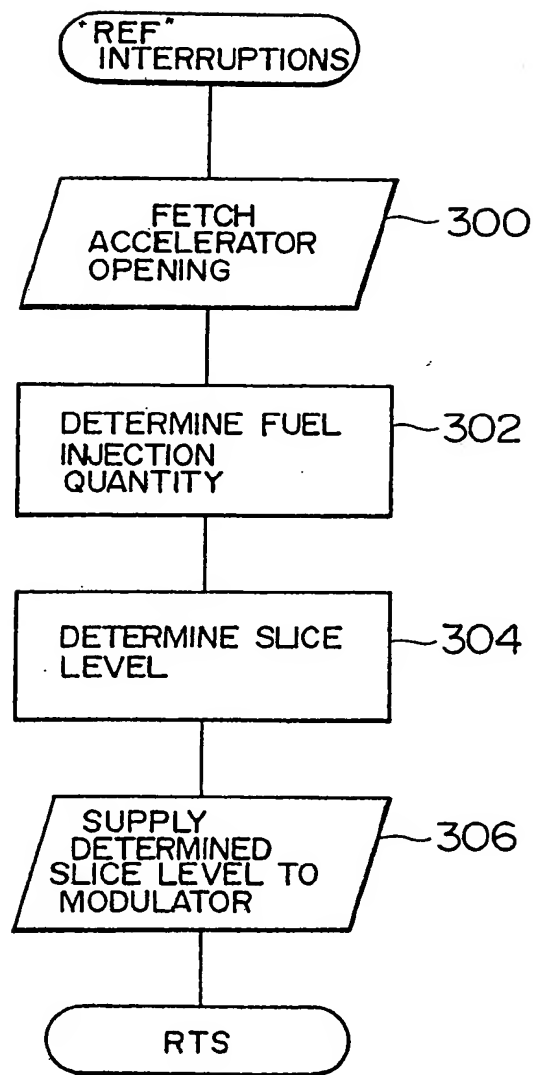 "REF"
INTERRUPTIONS
FETCH
ACCELERATOR
OPENING
300
DETERMINE FUEL
INJECTION
QUANTITY
302
DETERMINE SLICE
LEVEL
304
SUPPLY
DETERMINED
SLICE LEVEL TO
MODULATOR
306
RTS